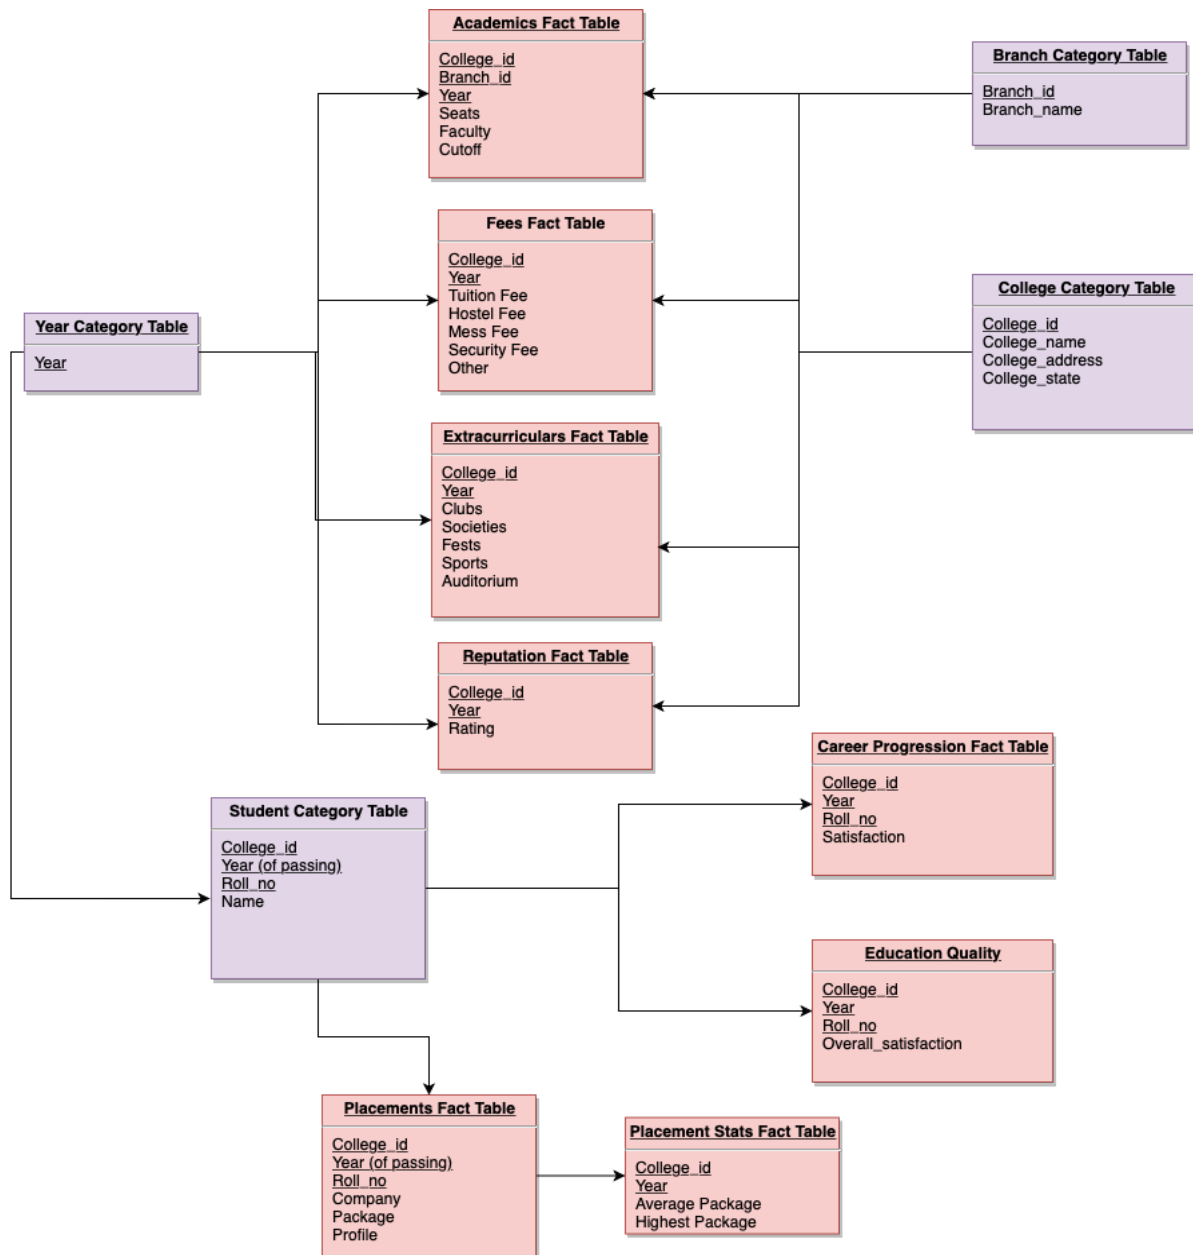 Academics Fact Table
College_id
Branch_id
Year
Seats
Faculty
Cutoff
Branch Category Table
Branch_id
Branch_name
Fees Fact Table
College_id
Year
Tuition Fee
Hostel Fee
Mess Fee
Security Fee
Other
College Category Table
College_id
College_name
College_address
College_state
Year Category Table
Year
Extracurriculars Fact Table
College_id
Year
Clubs
Societies
Fests
Sports
Auditorium
Reputation Fact Table
College_id
Year
Rating
Career Progression Fact Table
College_id
Year
Roll_no
Satisfaction
Student Category Table
College_id
Year (of passing)
Roll_no
Name
Education Quality
College_id
Year
Roll_no
Overall_satisfaction
Placements Fact Table
College_id
Year (of passing)
Roll_no
Company
Package
Profile
Placement Stats Fact Table
College_id
Year
Average Package
Highest Package